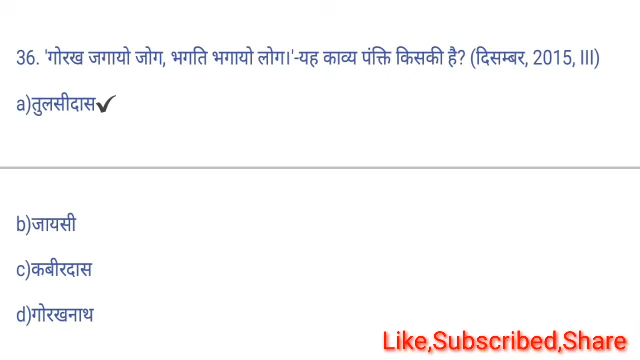 36. 'गोरख जगायो जोग, भगति भगायो लोग।'-यह काव्य पंक्ति किसकी है? (दिसम्बर, 2015, III)
a)तुलसीदास✓
b)जायसी
c)कबीरदास
d)गोरखनाथ
Like,Subscribed,Share